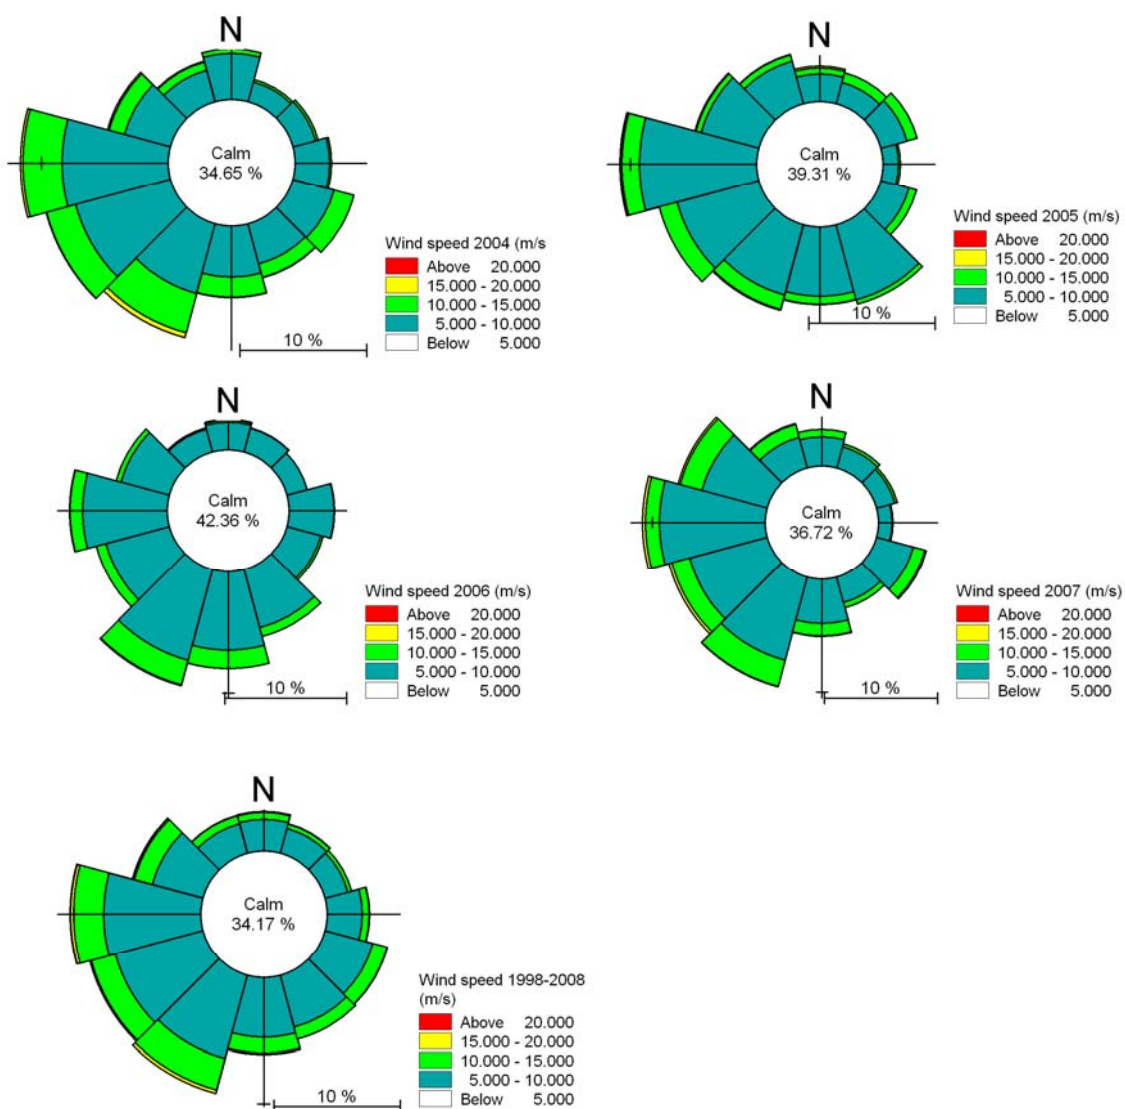 N
Calm
34.65 %
10 %
Wind speed 2004 (m/s
Above 20.000
15.000 - 20.000
10.000 - 15.000
5.000 - 10.000
Below 5.000
N
Calm
39.31 %
10 %
Wind speed 2005 (m/s)
Above 20.000
15.000 - 20.000
10.000 - 15.000
5.000 - 10.000
Below 5.000
N
Calm
42.36 %
10 %
Wind speed 2006 (m/s)
Above 20.000
15.000 - 20.000
10.000 - 15.000
5.000 - 10.000
Below 5.000
N
Calm
36.72 %
10 %
Wind speed 2007 (m/s)
Above 20.000
15.000 - 20.000
10.000 - 15.000
5.000 - 10.000
Below 5.000
N
Calm
34.17 %
10 %
Wind speed 1998-2008
(m/s)
Above 20.000
15.000 - 20.000
10.000 - 15.000
5.000 - 10.000
Below 5.000